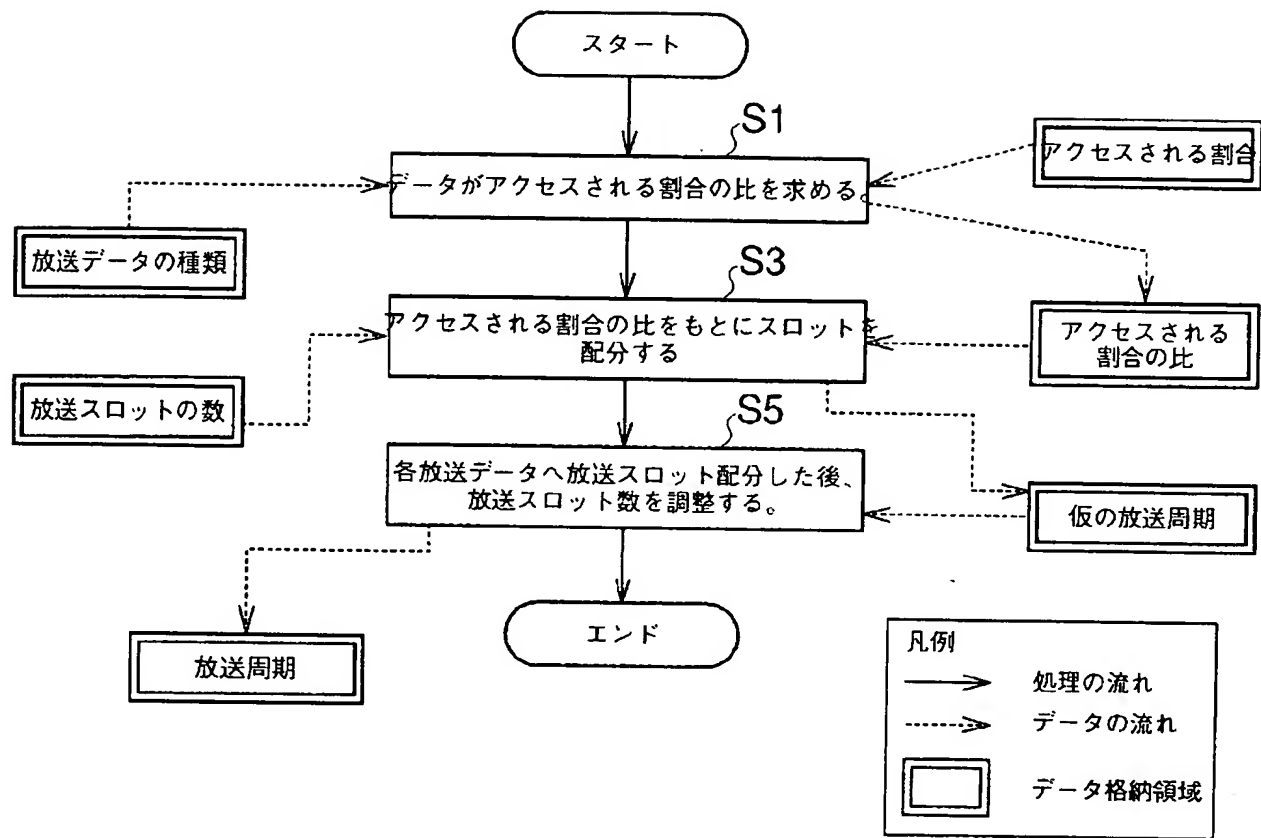 スタート
S1
アクセスされる割合
データがアクセスされる割合の比を求める。
放送データの種類
S3
アクセスされる割合の比をもとにスロットを
配分する
アクセスされる
割合の比
放送スロットの数
S5
各放送データへ放送スロット配分した後、
放送スロット数を調整する。
仮の放送周期
エンド
放送周期
凡例
処理の流れ
データの流れ
データ格納領域